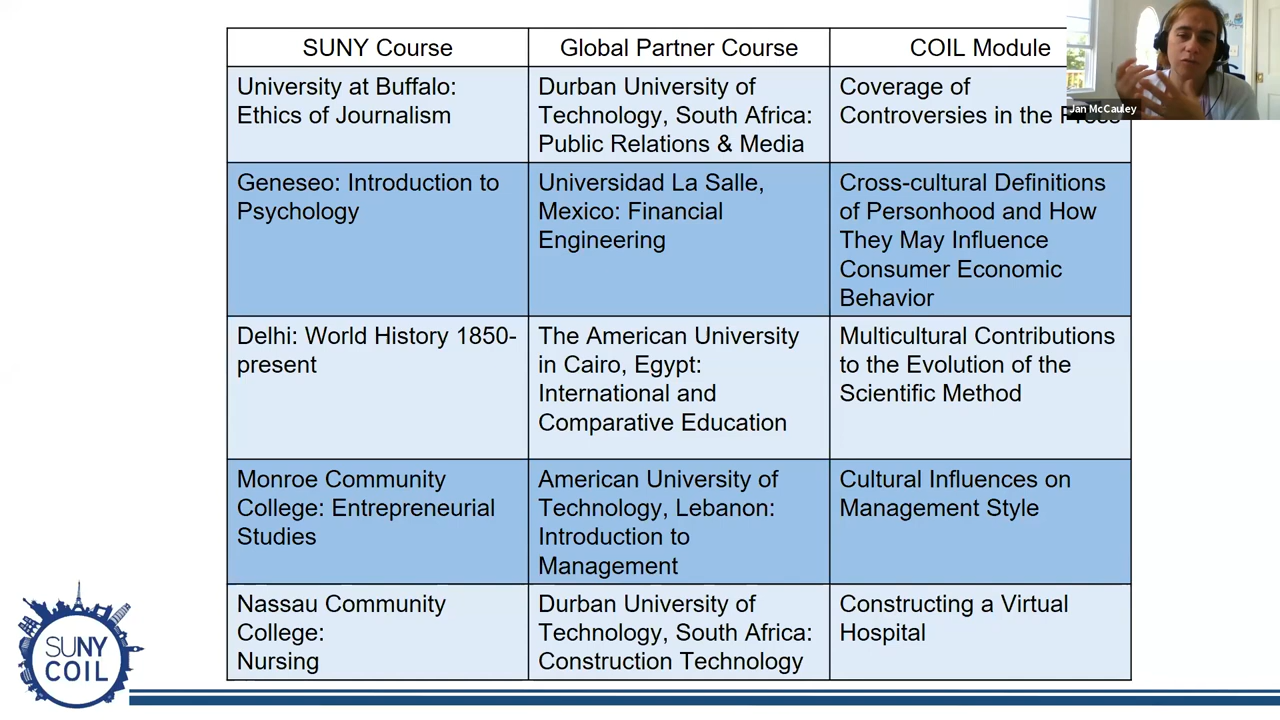 SUNY Course
Global Partner Course
COIL Module
University at Buffalo:
Ethics of Journalism
Durban University of
Technology, South Africa:
Public Relations & Media
Coverage of
Controversies in the Press
Geneseo: Introduction to
Psychology
Universidad La Salle,
Mexico: Financial
Engineering
Cross-cultural Definitions
of Personhood and How
They May Influence
Consumer Economic
Behavior
Delhi: World History 1850-
present
The American University
in Cairo, Egypt:
International and
Comparative Education
Multicultural Contributions
to the Evolution of the
Scientific Method
Monroe Community
College: Entrepreneurial
Studies
American University of
Technology, Lebanon:
Introduction to
Management
Cultural Influences on
Management Style
Nassau Community
College:
Nursing
Durban University of
Technology, South Africa:
Construction Technology
Constructing a Virtual
Hospital
Jan McCauley
SUNY
COIL